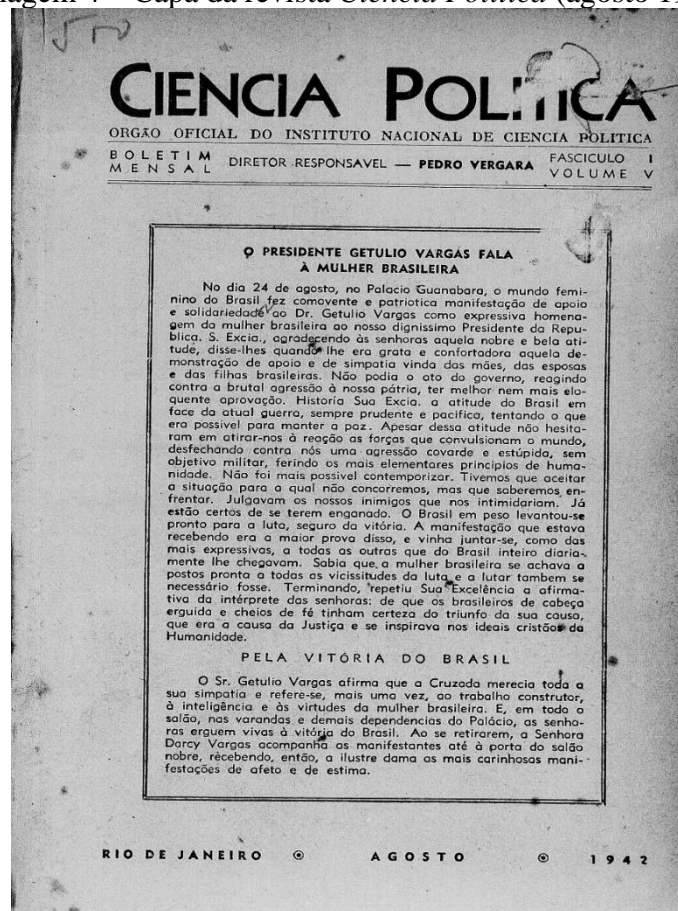 agem 4 – Capa da revista Ciência Política (agosto 19
500
CIENCIA POLITICA
ORGÃO OFICIAL DO INSTITUTO NACIONAL DE CIENCIA POLITICA
BOLETIM MENSAL DIRETOR RESPONSAVEL — PEDRO VERGARA FASCICULO I VOLUME V
O PRESIDENTE GETULIO VARGAS FALA
À MULHER BRASILEIRA
No dia 24 de agosto, no Palacio Guanabara, o mundo femi-
nino do Brasil fez comovente e patriotica manifestação de apoio
e solidariedade ao Dr. Getulio Vargas como expressiva homena-
gem da mulher brasileira ao nosso dignissimo Presidente da Repu-
blica. S. Excia., agradecendo às senhoras aquela nobre e bela ati-
tude, disse-lhes quando lhe era grata e confortadora aquela de-
monstração de apoio e de simpatia vinda das mães, das esposas
e das filhas brasileiras. Não podia o ato do governo, reagindo
contra a brutal agressão à nossa pátria, ter melhor nem mais elo-
quente aprovação. Historía Sua Excia. a atitude do Brasil em
face da atual guerra, sempre prudente e pacifica, tentando o que
era possivel para manter a paz. Apesar dessa atitude não hesita-
ram em atirar-nos à reação as forças que convulsionam o mundo,
desfechando contra nós uma agressão covarde e estúpida, sem
objetivo militar, ferindo os mais elementares principios de huma-
nidade. Não foi mais possivel contemporizar. Tivemos que aceitar
a situação para a qual não concorremos, mas que saberemos en-
frentar. Julgavam os nossos inimigos que nos intimidariam. Já
estão certos de se terem enganado. O Brasil em peso levantou-se
pronto para a luta, seguro da vitória. A manifestação que estava
recebendo era a maior prova disso, e vinha juntar-se, como das
mais expressivas, a todas as outras que do Brasil inteiro diaria-
mente lhe chegavam. Sabia que a mulher brasileira se achava a
postos pronta a todas as vicissitudes da luta e a lutar tambem se
necessário fosse. Terminando, repetiu Sua Excelência a afirma-
tiva da intérprete das senhoras: de que os brasileiros de cabeça
erguida e cheios de fé tinham certeza do triunfo da sua causa,
que era a causa da Justiça e se inspirava nos ideais cristãos da
Humanidade.
PELA VITÓRIA DO BRASIL
O Sr. Getulio Vargas afirma que a Cruzada merecia toda a
sua simpatia e refere-se, mais uma vez, ao trabalho construtor,
à inteligência e às virtudes da mulher brasileira. E, em todo o
salão, nas varandas e demais dependencias do Palácio, as senho-
ras erguem vivas à vitória do Brasil. Ao se retirarem, a Senhora
Darcy Vargas acompanha as manifestantes até à porta do salão
nobre, recebendo, então, a ilustre dama as mais carinhosas mani-
festações de afeto e de estima.
RIO DE JANEIRO AGOSTO 1942